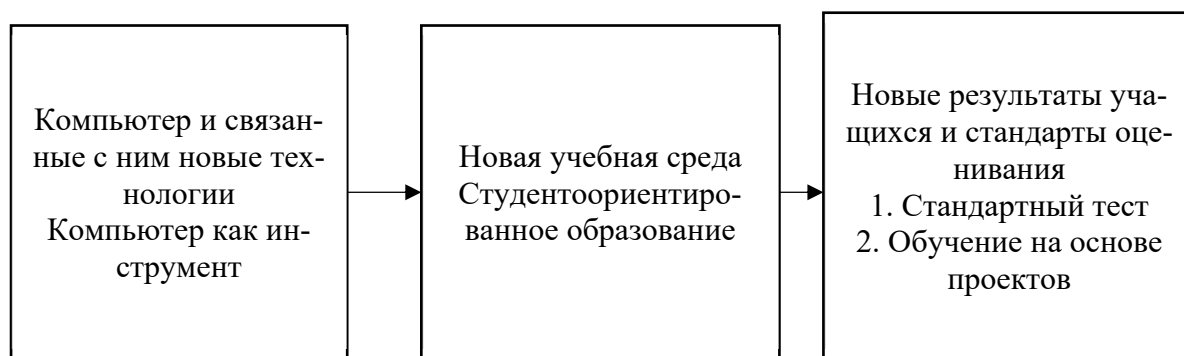 Компьютер и связан-
ные с ним новые тех-
нологии
Компьютер как ин-
струмент
Новая учебная среда
Студентоориентиро-
ванное образование
Новые результаты уча-
щихся и стандарты оце-
нивания
1. Стандартный тест
2. Обучение на основе
проектов